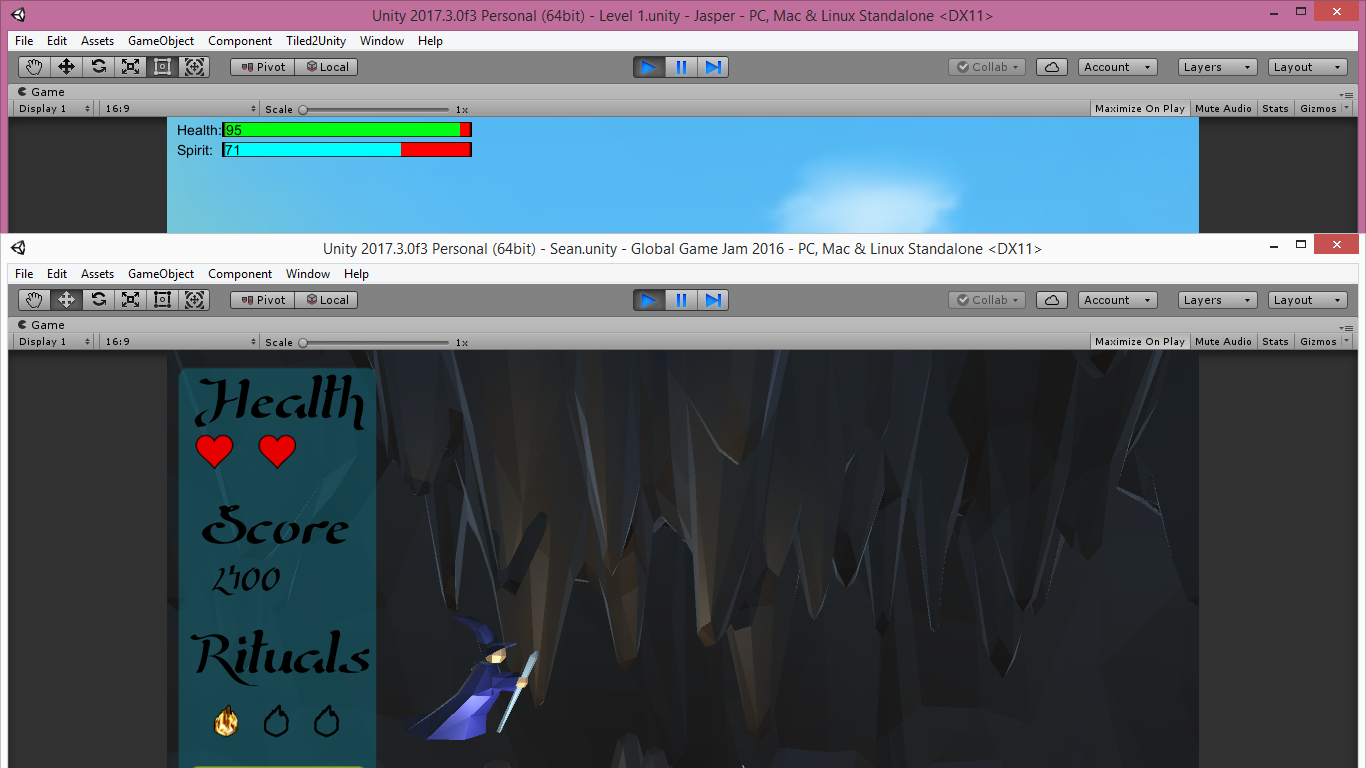 Unity 2017.3.0f3 Personal (64bit) - Level 1.unity - Jasper - PC, Mac & Linux Standalone <DX11>
File Edit Assets GameObject Component Tiled2Unity Window Help
Pivot Local Collab Account Layers Layout
Game
Display 1 16:9 Scale 1x Maximize On Play Mute Audio Stats Gizmos
Health: 95
Spirit: 71
Unity 2017.3.0f3 Personal (64bit) - Sean.unity - Global Game Jam 2016 - PC, Mac & Linux Standalone <DX11>
File Edit Assets GameObject Component Window Help
Pivot Local Collab Account Layers Layout
Game
Display 1 16:9 Scale 1x Maximize On Play Mute Audio Stats Gizmos
Health
Score
2400
Rituals